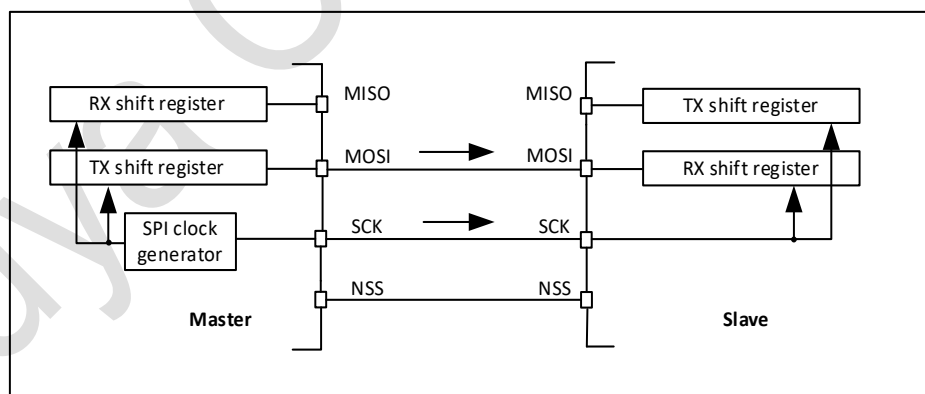 MISO MISO
RX shift register TX shift register
MOSI MOSI
TX shift register RX shift register
SCK SCK
SPI clock
generator
NSS NSS
Master Slave